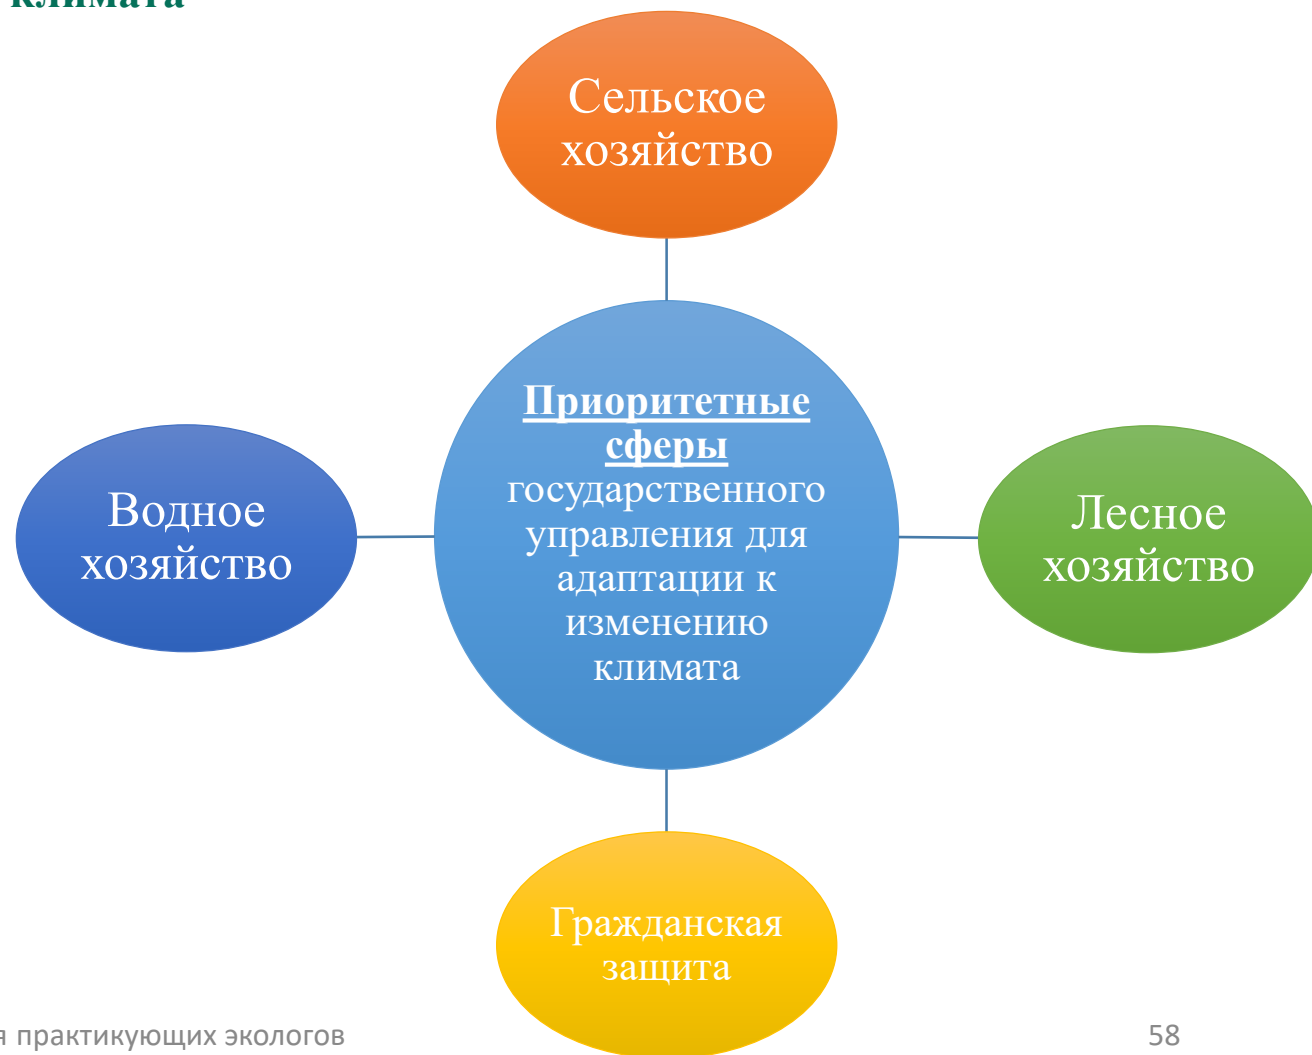 климата
Сельское
хозяйство
Приоритетные
сферы
государственного
управления для
адаптации к
изменению
климата
Водное
хозяйство
Лесное
хозяйство
Гражданская
защита
практикующих экологов
58